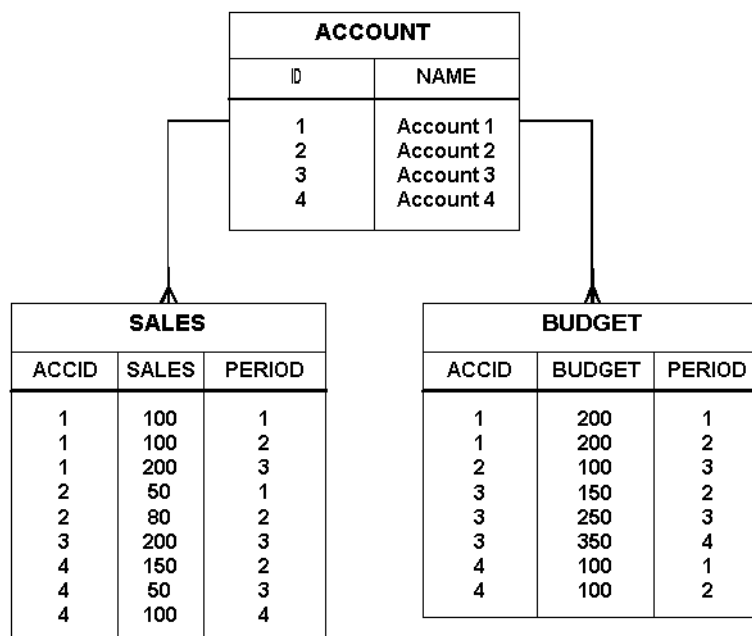 ACCOUNT
ID NAME
1 Account 1
2 Account 2
3 Account 3
4 Account 4
SALES
ACCID SALES PERIOD
1 100 1
1 100 2
1 200 3
2 50 1
2 80 2
3 200 3
4 150 2
4 50 3
4 100 4
BUDGET
ACCID BUDGET PERIOD
1 200 1
1 200 2
2 100 3
3 150 2
3 250 3
3 350 4
4 100 1
4 100 2